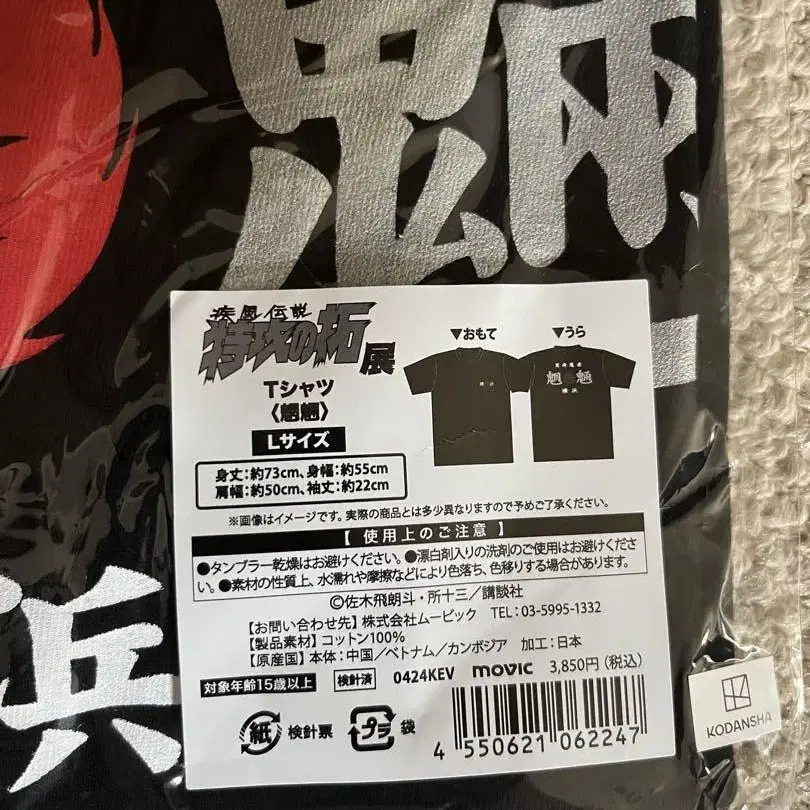 魍
浜
疾風伝説
特攻の拓
展
Tシャツ
〈魍魎〉
Lサイズ
▼おもて
▼うら
横浜
横浜
身丈:約73cm、身幅:約55cm
肩幅:約50cm、袖丈:約22cm
※画像はイメージです。実際の商品とは多少異なりますので予めご了承ください。
【 使用上のご注意 】
●タンブラー乾燥はお避けください。●漂白剤入りの洗剤のご使用はお避けくださ
い。●素材の性質上、水濡れや摩擦などにより色落ち、色移りする場合があります。
©佐木飛朗斗・所十三/講談社
【お問い合わせ先】株式会社ムービック TEL:03-5995-1332
【製品素材】コットン100%
【原産国】本体:中国/ベトナム/カンボジア 加工:日本
対象年齢15歳以上 検針済 0424KEV movic 3,850円(税込)
紙 検針票 プラ 袋
4 550621 062247
KODANSHA